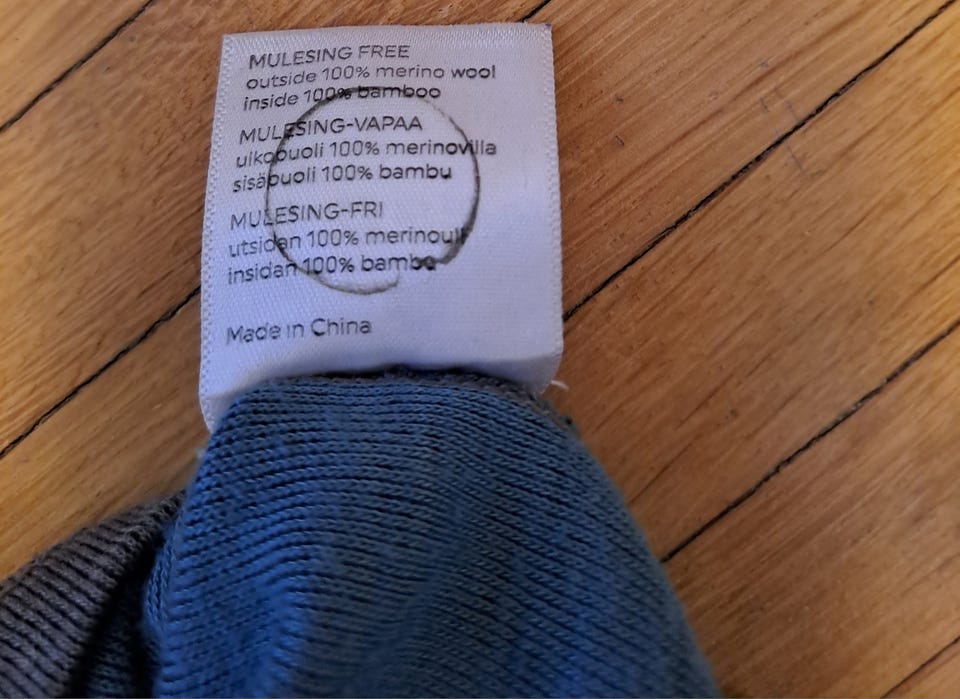 MULESING FREE
outside 100% merino wool
inside 100% bamboo
MULESING-VAPAA
ulkopuoli 100% merinovilla
sisäpuoli 100% bambu
MULESING-FRI
utsidan 100% merinoull
insidan 100% bambu
Made in China